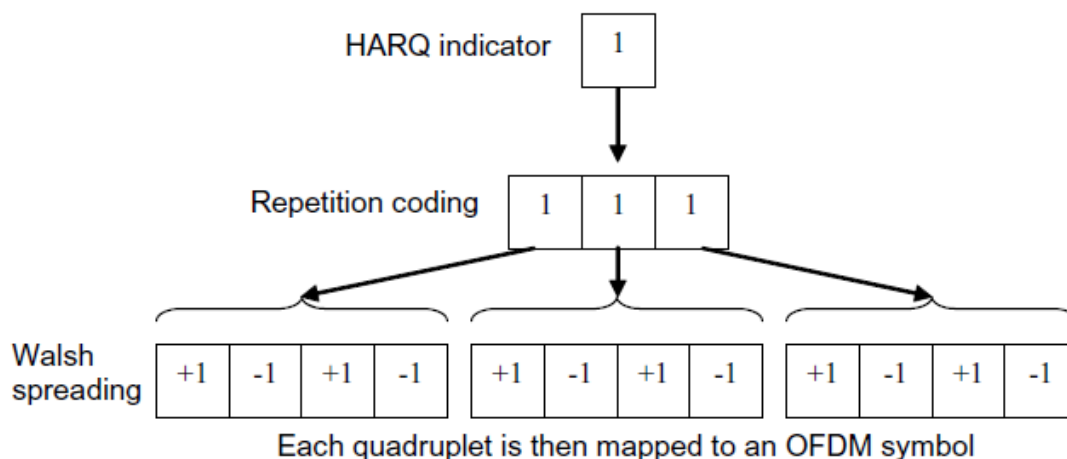 HARQ indicator
1
Repetition coding
1 1 1
Walsh
spreading
+1 -1 +1 -1 +1 -1 +1 -1 +1 -1 +1 -1
Each quadruplet is then mapped to an OFDM symbol